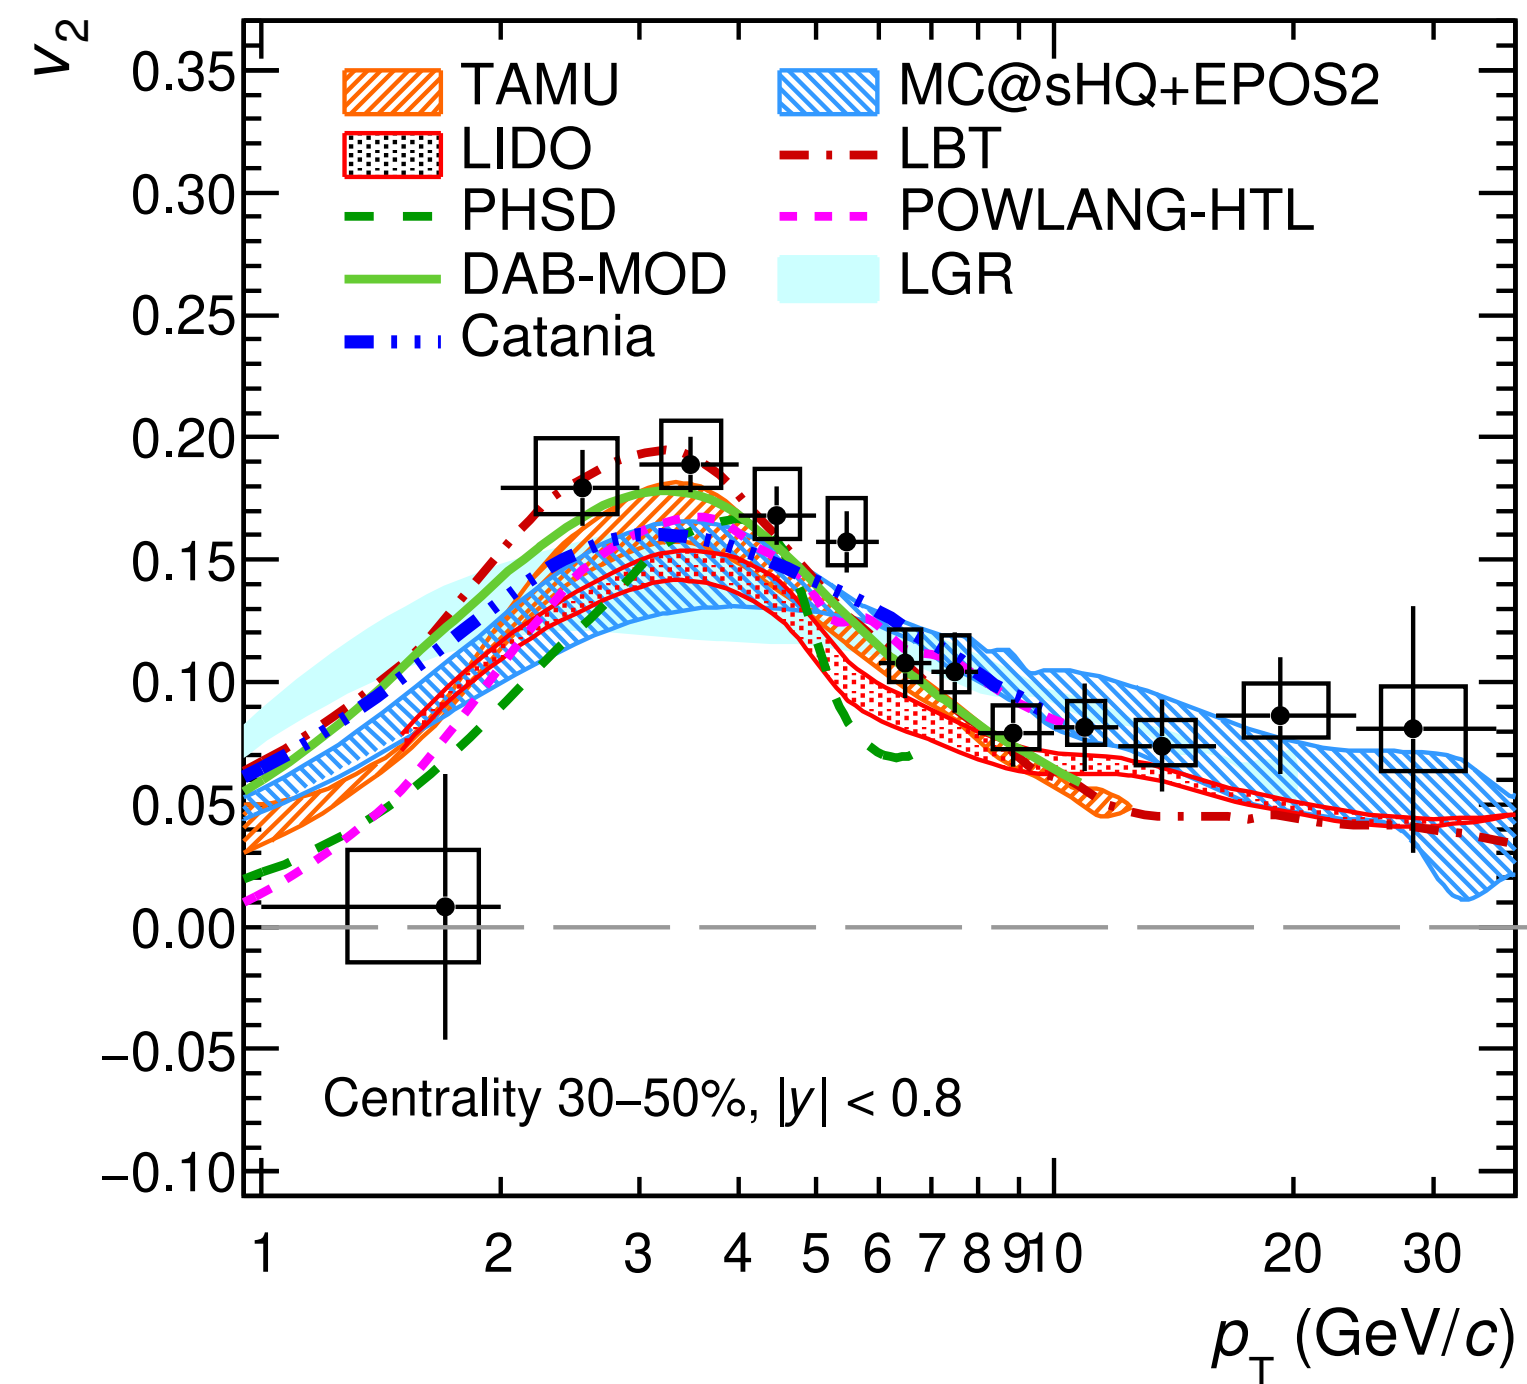 v2
0.35
0.30
0.25
0.20
0.15
0.10
0.05
0.00
−0.05
−0.10
TAMU
LIDO
PHSD
DAB-MOD
Catania
MC@sHQ+EPOS2
LBT
POWLANG-HTL
LGR
Centrality 30–50%, |y| < 0.8
1 2 3 4 5 6 7 8 9 10 20 30
pT (GeV/c)